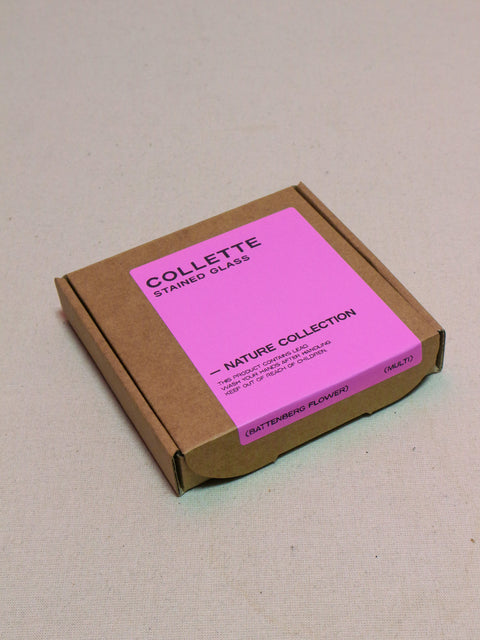 COLLETTE
STAINED GLASS
— NATURE COLLECTION
THIS PRODUCT CONTAINS LEAD.
WASH YOUR HANDS AFTER HANDLING.
KEEP OUT OF REACH OF CHILDREN.
(BATTENBERG FLOWER) (MULTI)